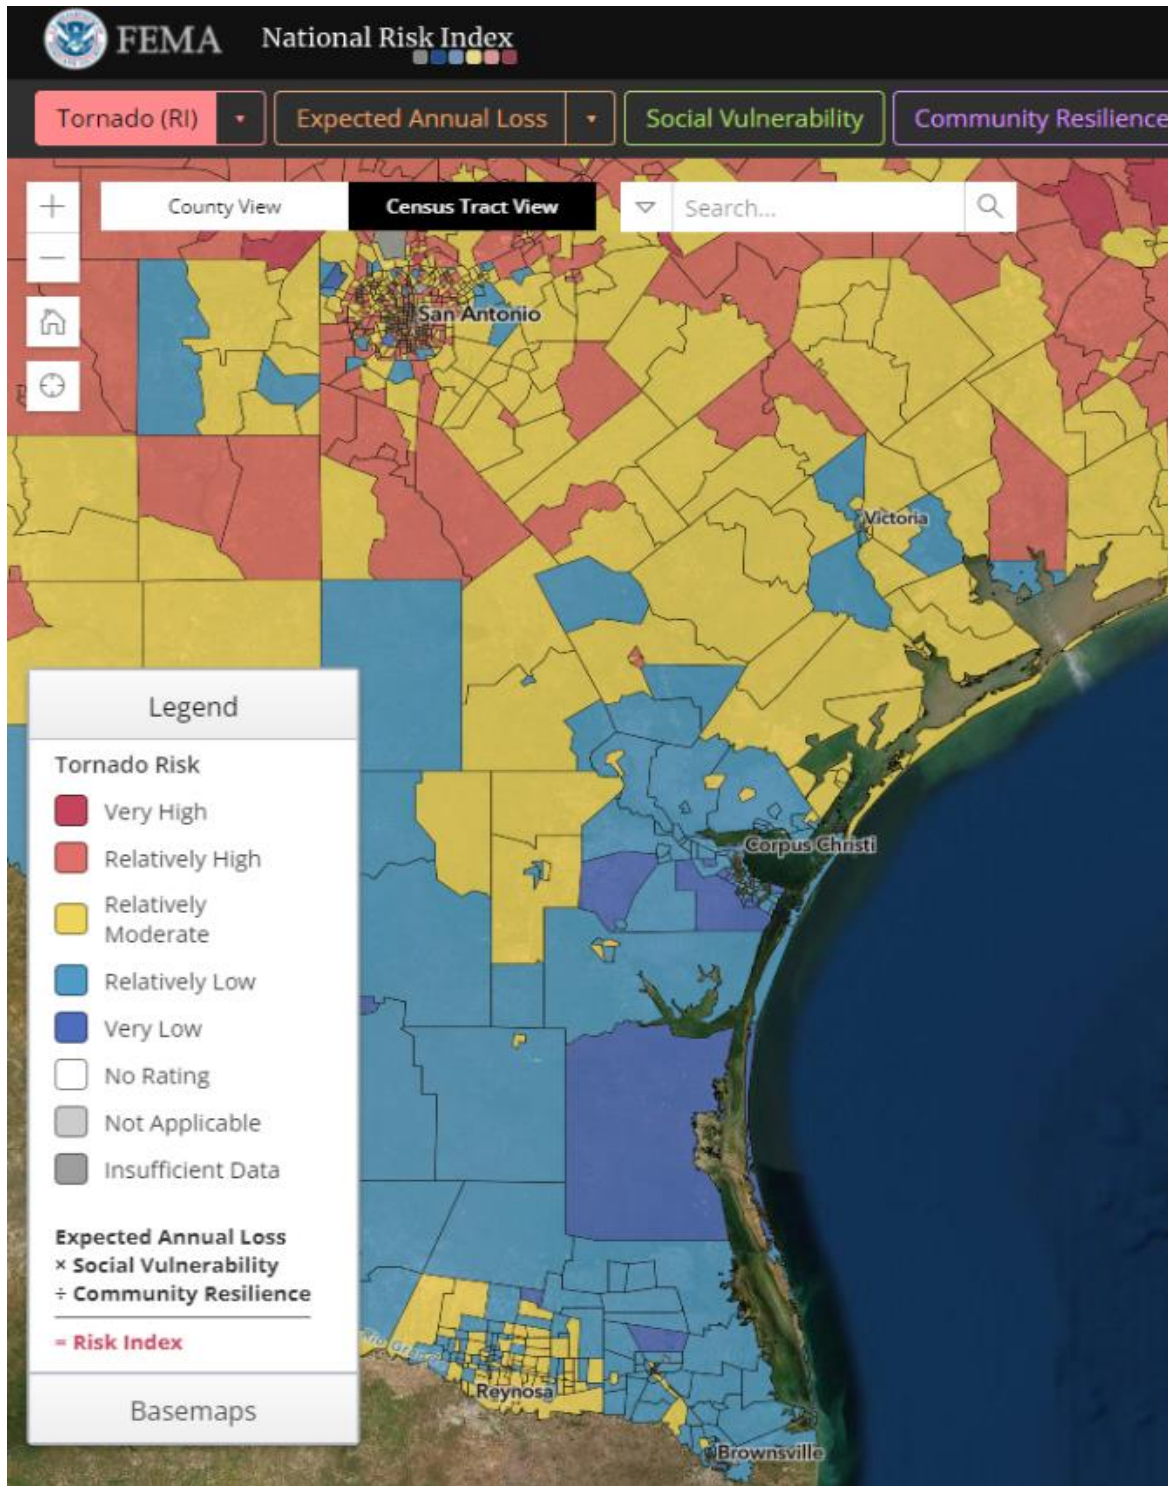 FEMA National Risk Index
Tornado (RI) Expected Annual Loss Social Vulnerability Community Resilience
County View Census Tract View Search...
San Antonio
Victoria
Legend
Tornado Risk
Very High
Relatively High
Relatively
Moderate
Relatively Low
Very Low
No Rating
Not Applicable
Insufficient Data
Expected Annual Loss
× Social Vulnerability
÷ Community Resilience
= Risk Index
Basemaps
Corpus Christi
Reynosa
Brownsville